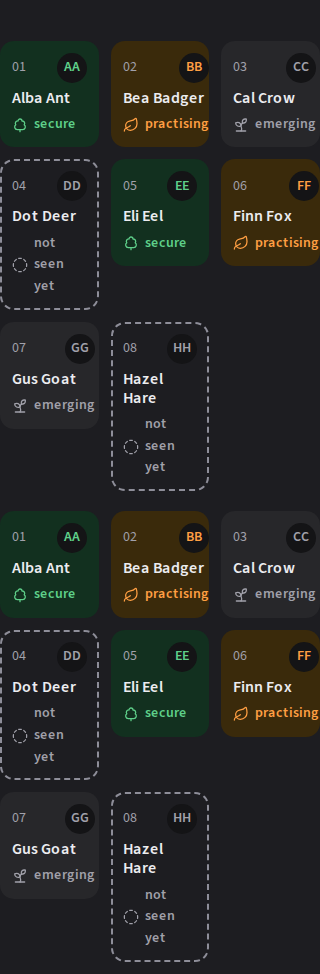 01 AA
Alba Ant
secure
02 BB
Bea Badger
practising
03 CC
Cal Crow
emerging
04 DD
Dot Deer
not
seen
yet
05 EE
Eli Eel
secure
06 FF
Finn Fox
practising
07 GG
Gus Goat
emerging
08 HH
Hazel
Hare
not
seen
yet
01 AA
Alba Ant
secure
02 BB
Bea Badger
practising
03 CC
Cal Crow
emerging
04 DD
Dot Deer
not
seen
yet
05 EE
Eli Eel
secure
06 FF
Finn Fox
practising
07 GG
Gus Goat
emerging
08 HH
Hazel
Hare
not
seen
yet